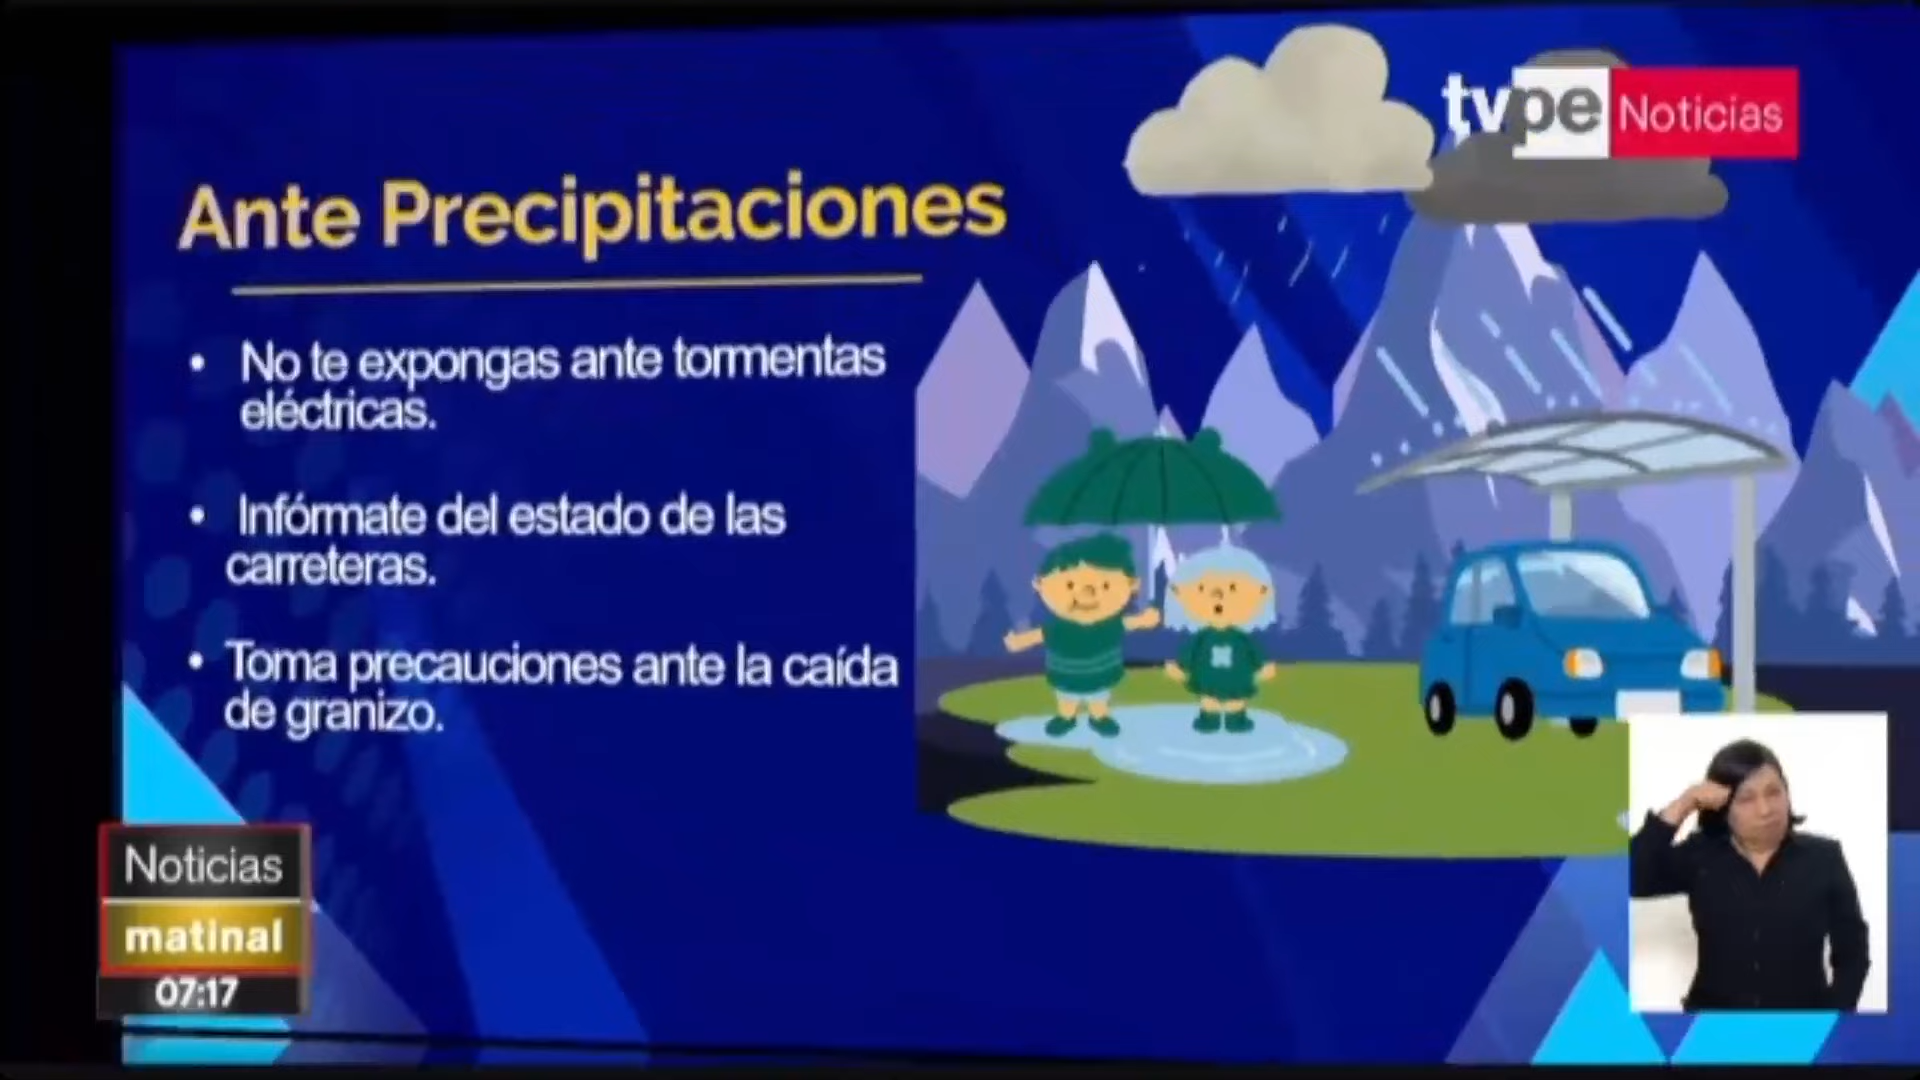 tvpe Noticias
Ante Precipitaciones
• No te expongas ante tormentas
eléctricas.
• Infórmate del estado de las
carreteras.
• Toma precauciones ante la caída
de granizo.
Noticias
matinal
07:17